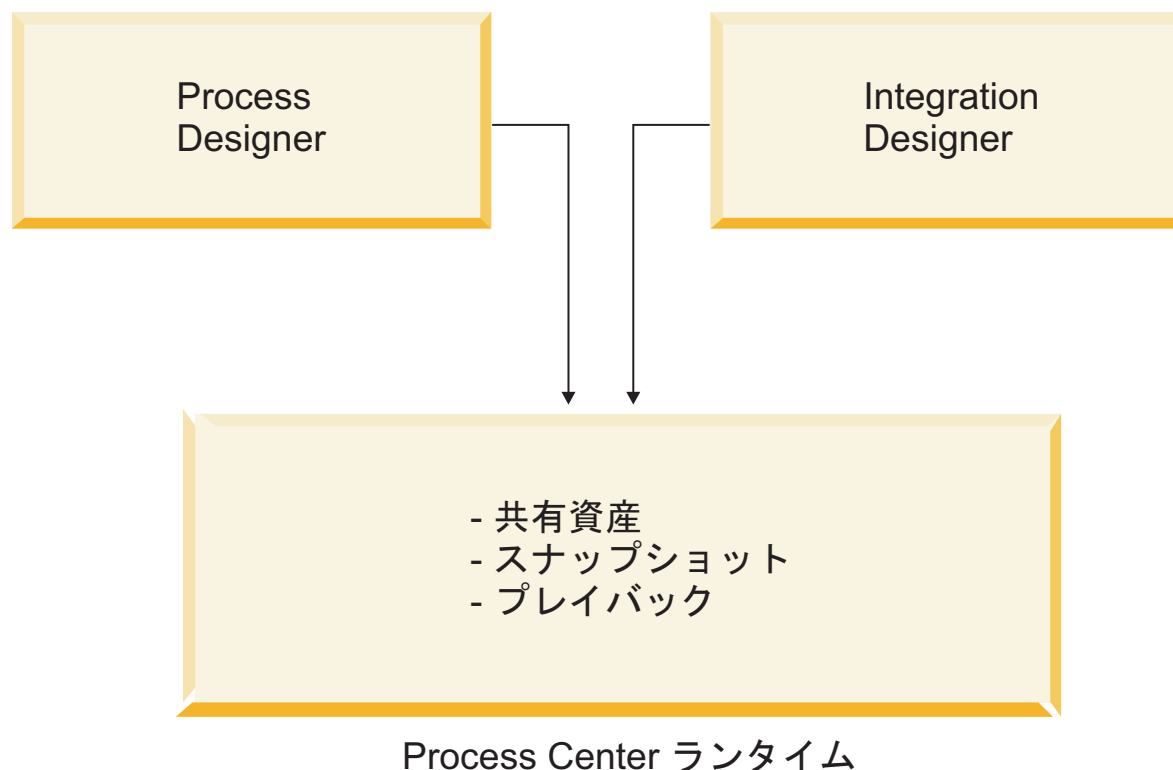 Process
Designer
Integration
Designer
- 共有資産
- スナップショット
- プレイバック
Process Center ランタイム